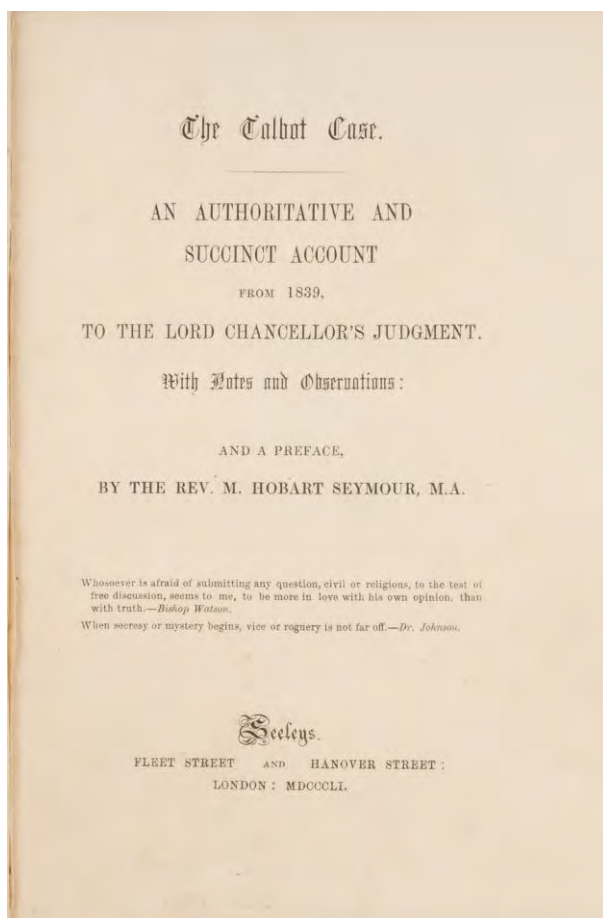 The Talbot Case.
AN AUTHORITATIVE AND
SUCCINCT ACCOUNT
FROM 1839,
TO THE LORD CHANCELLOR'S JUDGMENT.
With Notes and Observations:
AND A PREFACE,
BY THE REV. M. HOBART SEYMOUR, M.A.
Whosoever is afraid of submitting any question, civil or religious, to the test of
free discussion, seems to me, to be more in love with his own opinion, than
with truth.—Bishop Watson.
When secresy or mystery begins, vice or roguery is not far off.—Dr. Johnson.
Seeleys.
FLEET STREET AND HANOVER STREET:
LONDON: MDCCCLI.